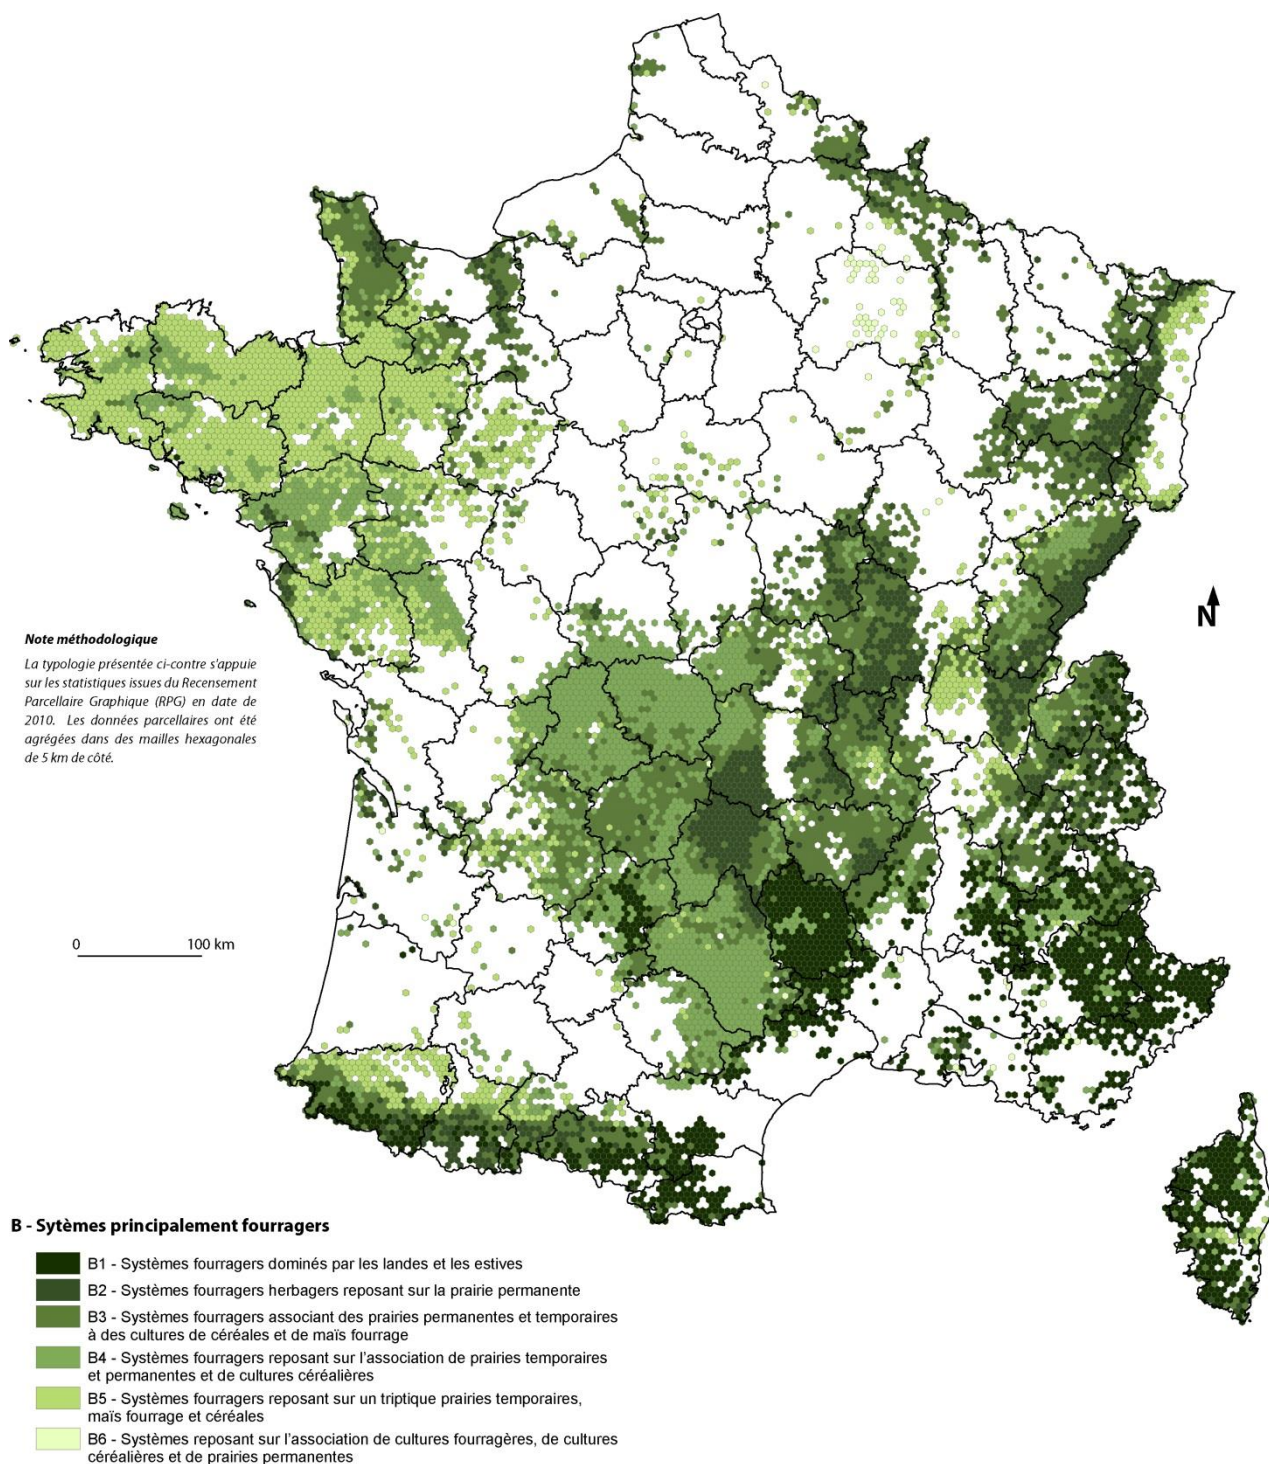 N
Note méthodologique
La typologie présentée ci-contre s'appuie
sur les statistiques issues du Recensement
Parcellaire Graphique (RPG) en date de
2010. Les données parcellaires ont été
agrégées dans des mailles hexagonales
de 5 km de côté.
0 100 km
B - Sytèmes principalement fourragers
B1 - Systèmes fourragers dominés par les landes et les estives
B2 - Systèmes fourragers herbagers reposant sur la prairie permanente
B3 - Systèmes fourragers associant des prairies permanentes et temporaires
à des cultures de céréales et de maïs fourrage
B4 - Systèmes fourragers reposant sur l'association de prairies temporaires
et permanentes et de cultures céréalières
B5 - Systèmes fourragers reposant sur un triptique prairies temporaires,
maïs fourrage et céréales
B6 - Systèmes reposant sur l'association de cultures fourragères, de cultures
céréalières et de prairies permanentes